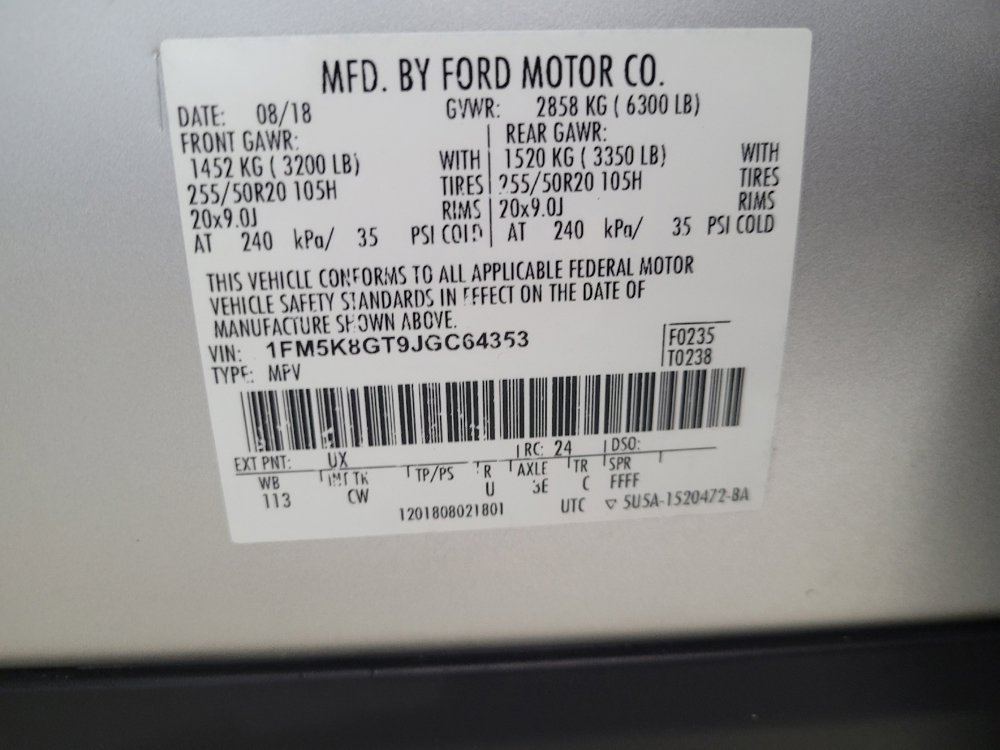 MFD. BY FORD MOTOR CO.
DATE: 08/18 GVWR: 2858 KG ( 6300 LB)
FRONT GAWR: REAR GAWR:
1452 KG ( 3200 LB) WITH 1520 KG ( 3350 LB) WITH
255/50R20 105H TIRES 255/50R20 105H TIRES
20x9.0J RIMS 20x9.0J RIMS
AT 240 kPa/ 35 PSI COLD AT 240 kPa/ 35 PSI COLD
THIS VEHICLE CONFORMS TO ALL APPLICABLE FEDERAL MOTOR
VEHICLE SAFETY STANDARDS IN EFFECT ON THE DATE OF
MANUFACTURE SHOWN ABOVE.
VIN: 1FM5K8GT9JGC64353 F0235
TYPE: MPV T0238
EXT PNT: UX RC: 24 DSO:
WB INT TR TP/PS R AXLE TR SPR
113 CW U 3E C FFFF
1201808021801 UTC ▽ 5U5A-1520472-BA